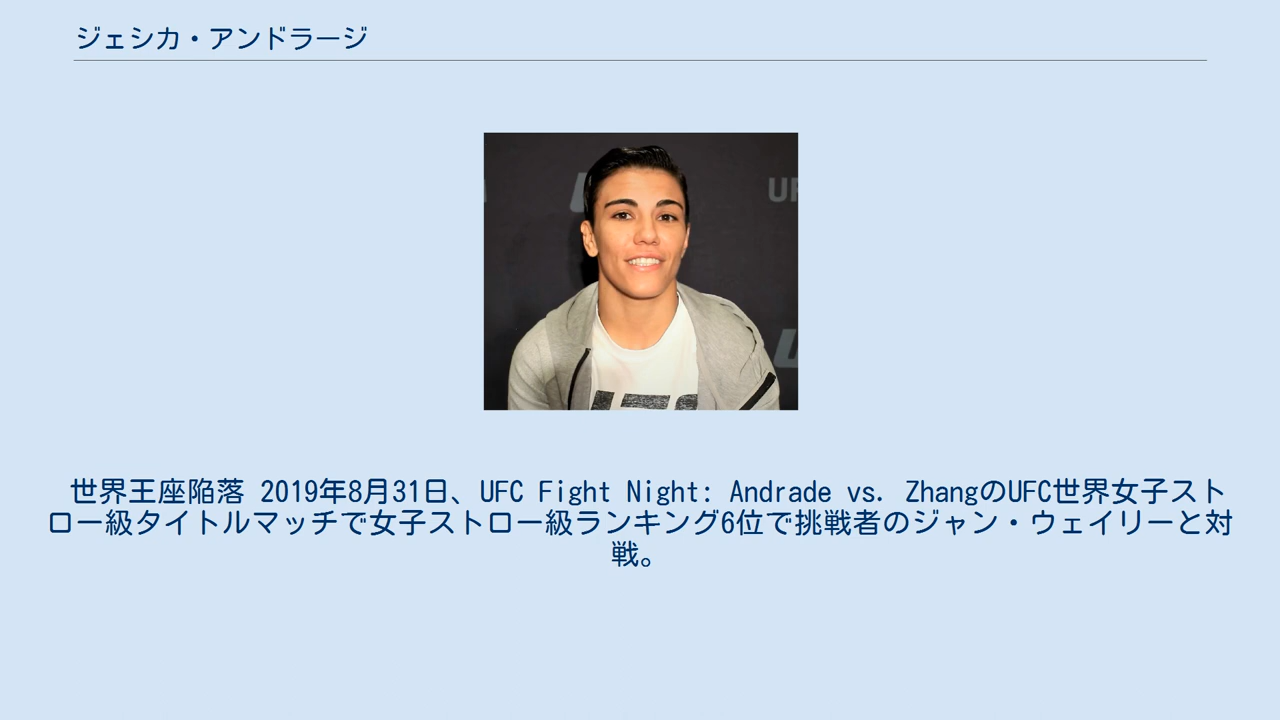 ジェシカ・アンドラージ
UF
UFC
世界王座陥落 2019年8月31日、UFC Fight Night: Andrade vs. ZhangのUFC世界女子スト
ロー級タイトルマッチで女子ストロー級ランキング6位で挑戦者のジャン・ウェイリーと対
戦。